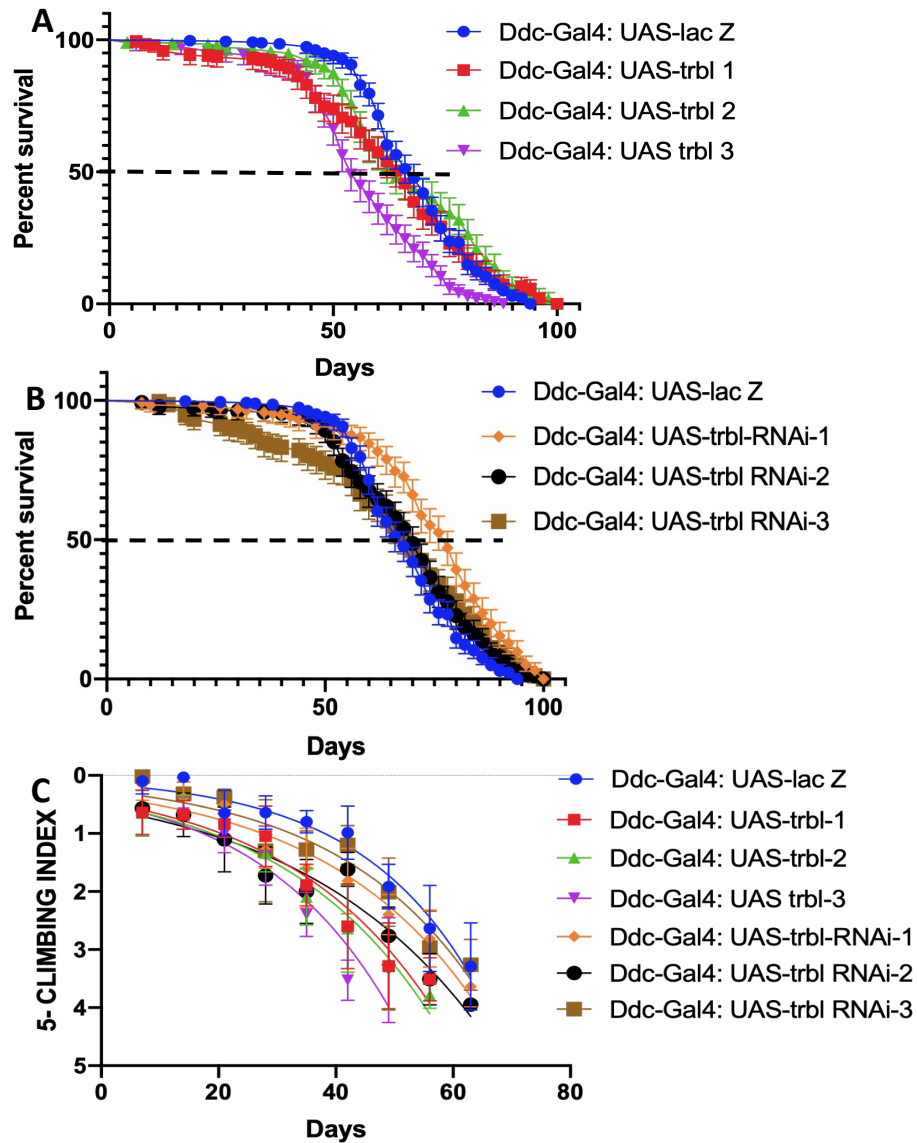 A
Ddc-Gal4: UAS-lac Z
Ddc-Gal4: UAS-trbl 1
Ddc-Gal4: UAS-trbl 2
Ddc-Gal4: UAS trbl 3
Percent survival
100
50
0
0 50 100
Days
B
Ddc-Gal4: UAS-lac Z
Ddc-Gal4: UAS-trbl-RNAi-1
Ddc-Gal4: UAS-trbl RNAi-2
Ddc-Gal4: UAS-trbl RNAi-3
Percent survival
100
50
0
0 50 100
Days
C
Ddc-Gal4: UAS-lac Z
Ddc-Gal4: UAS-trbl-1
Ddc-Gal4: UAS-trbl-2
Ddc-Gal4: UAS trbl-3
Ddc-Gal4: UAS-trbl-RNAi-1
Ddc-Gal4: UAS-trbl RNAi-2
Ddc-Gal4: UAS-trbl RNAi-3
5- CLIMBING INDEX
0
1
2
3
4
5
0 20 40 60 80
Days